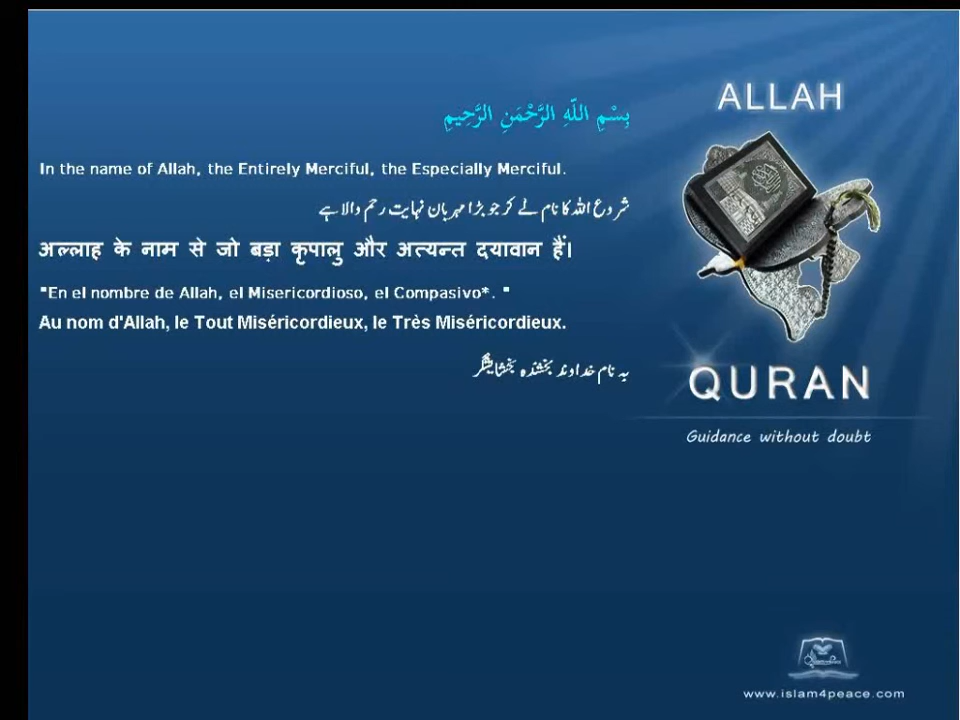 بِسْمِ اللَّهِ الرَّحْمَنِ الرَّحِيمِ
In the name of Allah, the Entirely Merciful, the Especially Merciful.
شروع اللہ کا نام لے کر جو بڑا مہربان نہایت رحم والا ہے
अल्लाह के नाम से जो बड़ा कृपालु और अत्यन्त दयावान हैं।
"En el nombre de Allah, el Misericordioso, el Compasivo*. "
Au nom d'Allah, le Tout Miséricordieux, le Très Miséricordieux.
به نام خداوند بخشنده بخشایشگر
ALLAH
QURAN
Guidance without doubt
www.islam4peace.com